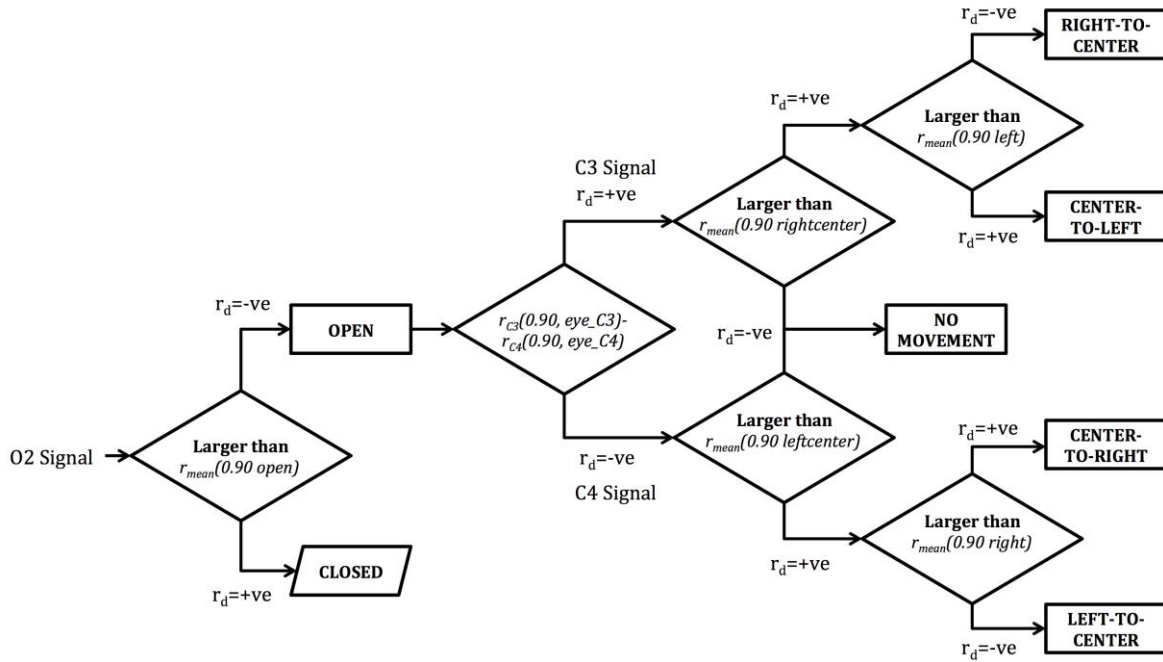 r_d=-ve
RIGHT-TO-
CENTER
r_d=+ve
Larger than
r_mean(0.90 left)
C3 Signal
r_d=+ve
Larger than
r_mean(0.90 rightcenter)
r_d=+ve
CENTER-
TO-LEFT
r_d=-ve
OPEN
r_C3(0.90, eye_C3)-
r_C4(0.90, eye_C4)
r_d=-ve
NO
MOVEMENT
O2 Signal
Larger than
r_mean(0.90 open)
r_d=+ve
CLOSED
r_d=-ve
C4 Signal
Larger than
r_mean(0.90 leftcenter)
r_d=+ve
r_d=+ve
CENTER-
TO-RIGHT
Larger than
r_mean(0.90 right)
r_d=-ve
LEFT-TO-
CENTER